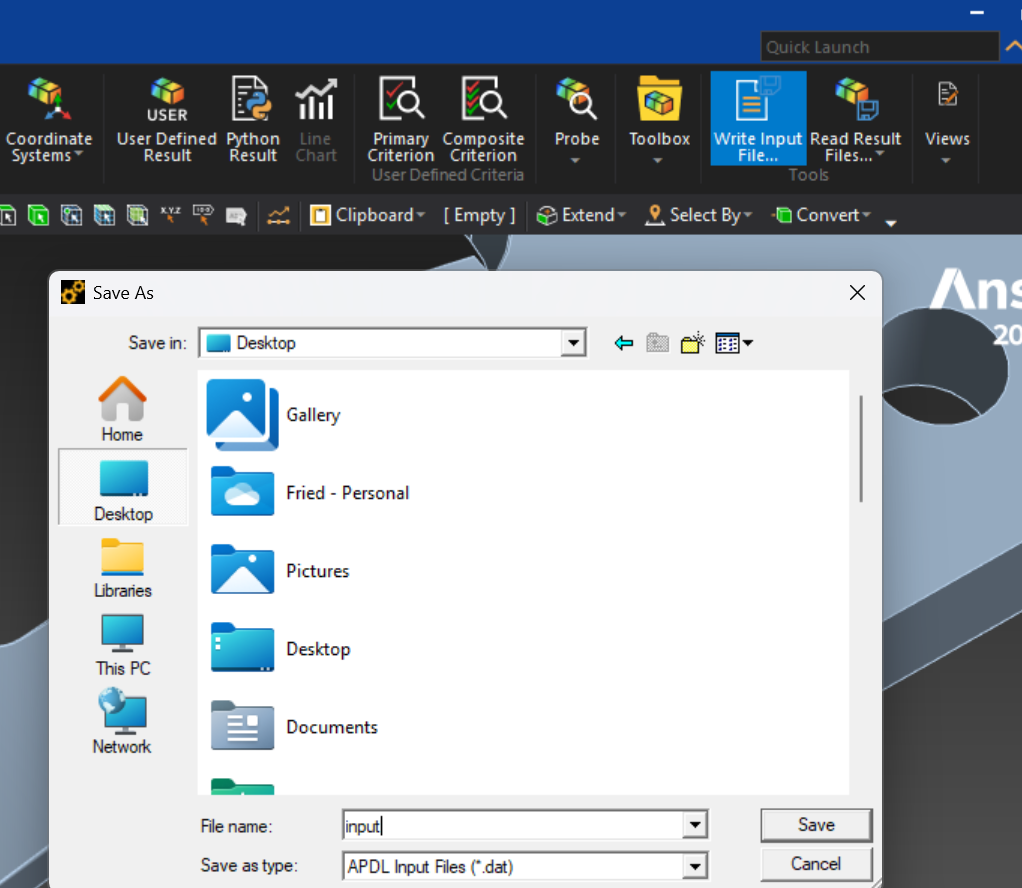 Quick Launch
Coordinate
Systems
USER
User Defined
Result
Python
Result
Line
Chart
Primary
Criterion
Composite
Criterion
User Defined Criteria
Probe
Toolbox
Write Input
File...
Read Result
Files...
Tools
Views
Clipboard
[ Empty ]
Extend
Select By
Convert
Ans
20
Save As
Save in:
Desktop
Home
Desktop
Libraries
This PC
Network
Gallery
Fried - Personal
Pictures
Desktop
Documents
File name:
input
Save
Save as type:
APDL Input Files (*.dat)
Cancel